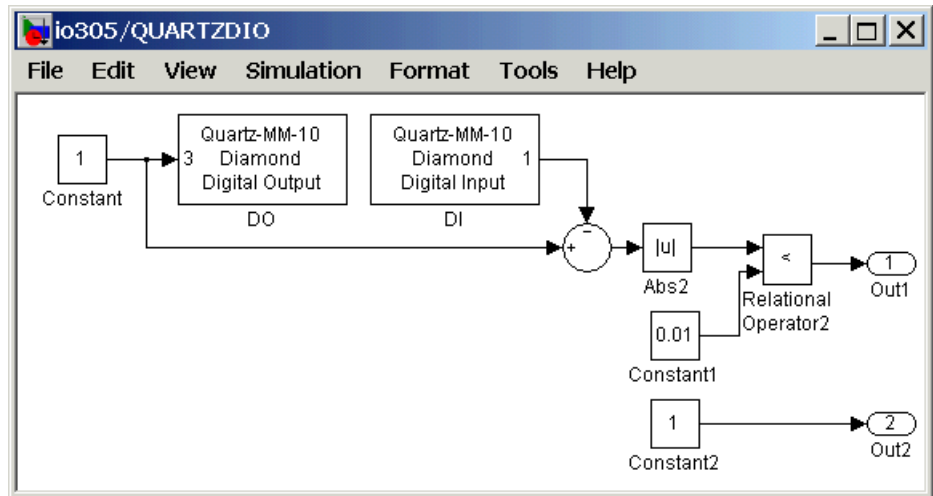 io305/QUARTZDIO
File Edit View Simulation Format Tools Help
1
Constant
3
Quartz-MM-10
Diamond
Digital Output
DO
Quartz-MM-10
Diamond
Digital Input
1
DI
+
-
|u|
Abs2
<
Relational
Operator2
1
Out1
0.01
Constant1
1
Constant2
2
Out2